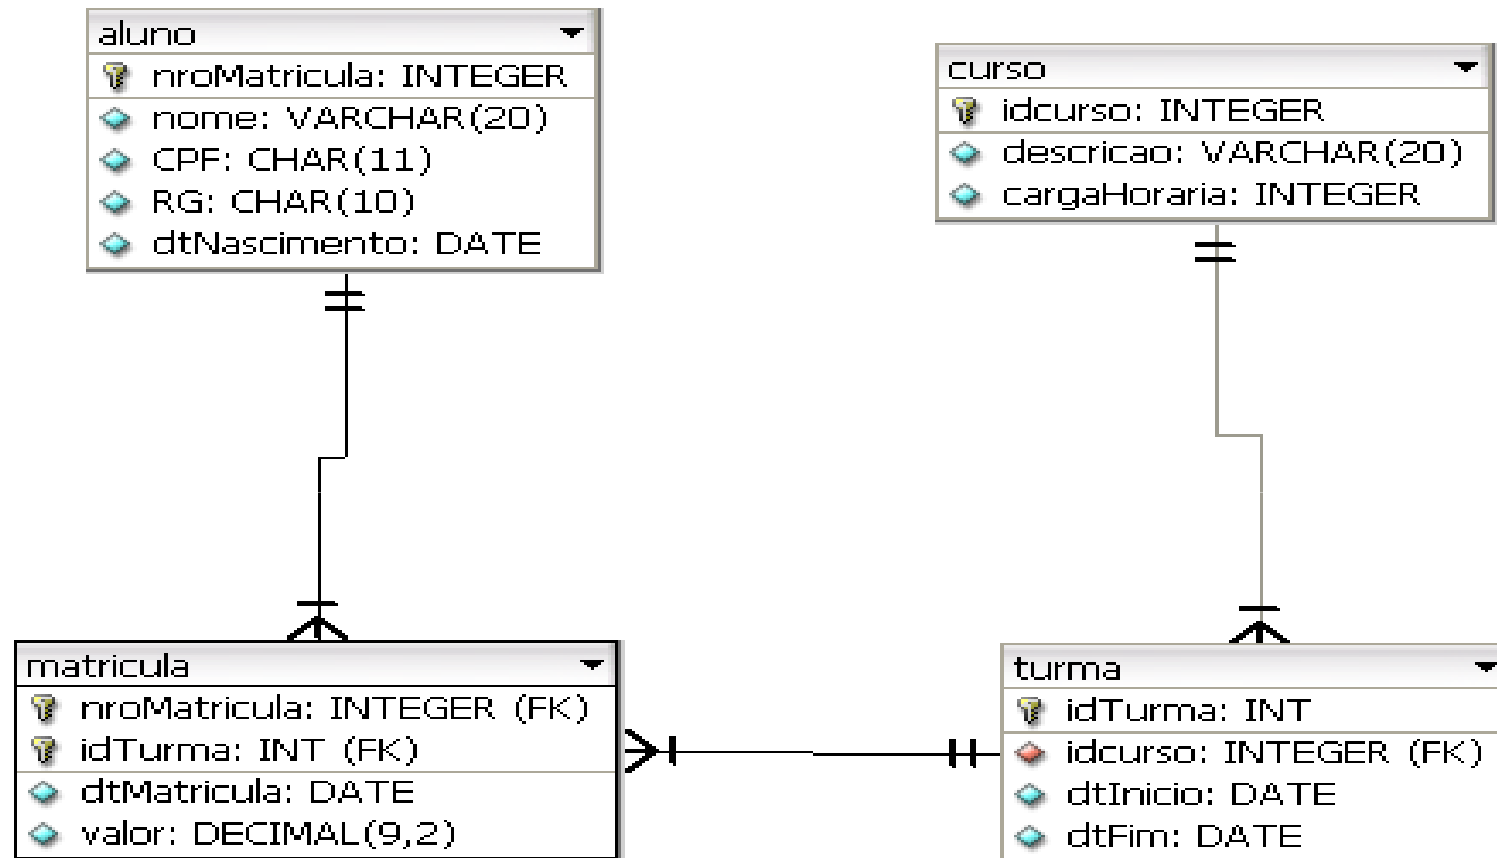 aluno
nroMatricula: INTEGER
nome: VARCHAR(20)
CPF: CHAR(11)
RG: CHAR(10)
dtNascimento: DATE
curso
idcurso: INTEGER
descricao: VARCHAR(20)
cargaHoraria: INTEGER
matricula
nroMatricula: INTEGER (FK)
idTurma: INT (FK)
dtMatricula: DATE
valor: DECIMAL(9,2)
turma
idTurma: INT
idcurso: INTEGER (FK)
dtInicio: DATE
dtFim: DATE